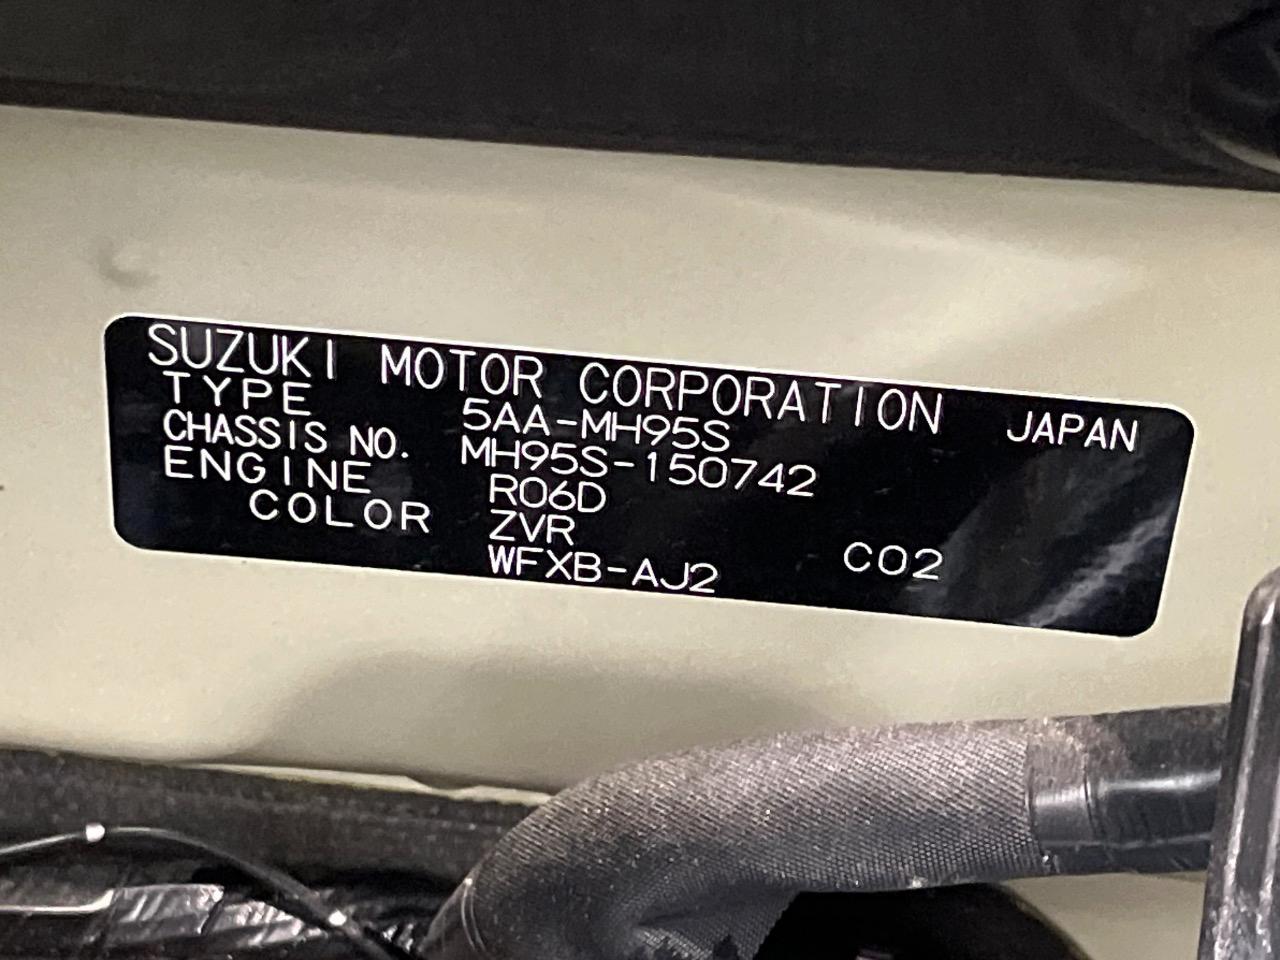 SUZUKI MOTOR CORPORATION JAPAN
TYPE 5AA-MH95S
CHASSIS NO. MH95S-150742
ENGINE R06D
COLOR ZVR
WFXB-AJ2 C02